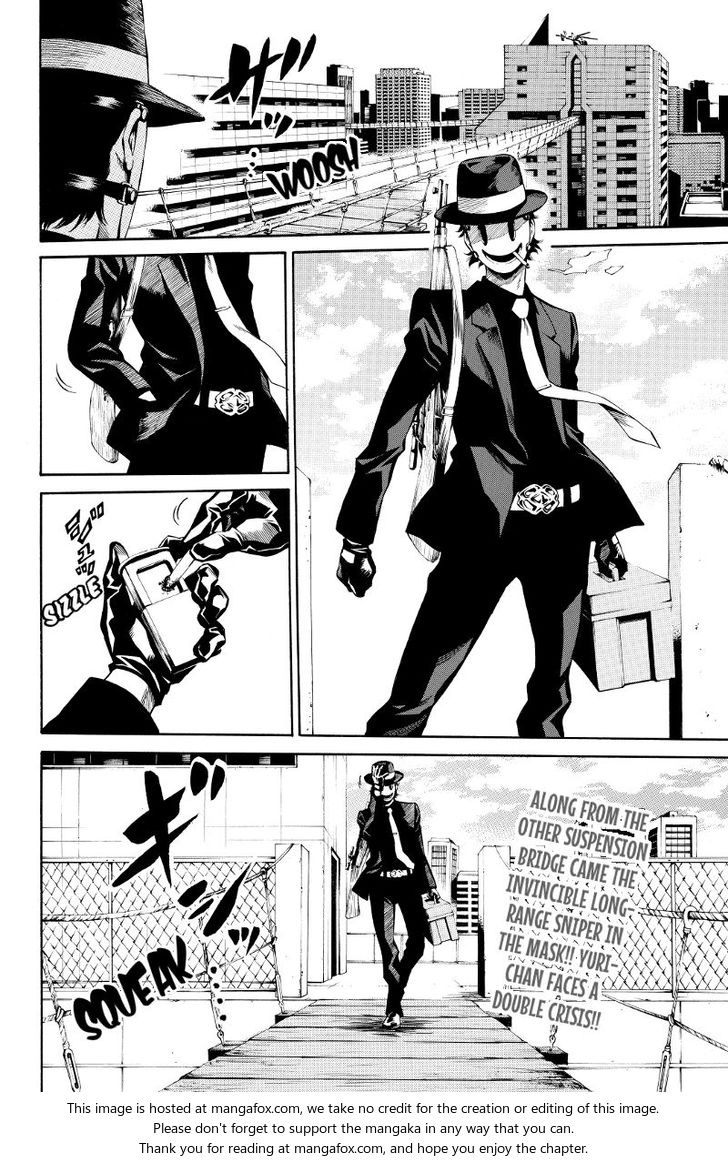 ザッ
...
WOOSH
ジュッ
SIZZLE
ギシッ
...
SQUEAK
...
ALONG FROM THE
OTHER SUSPENSION
BRIDGE CAME THE
INVINCIBLE LONG-
RANGE SNIPER IN
THE MASK!! YURI-
CHAN FACES A
DOUBLE CRISIS!!
This image is hosted at mangafox.com, we take no credit for the creation or editing of this image.
Please don't forget to support the mangaka in any way that you can.
Thank you for reading at mangafox.com, and hope you enjoy the chapter.